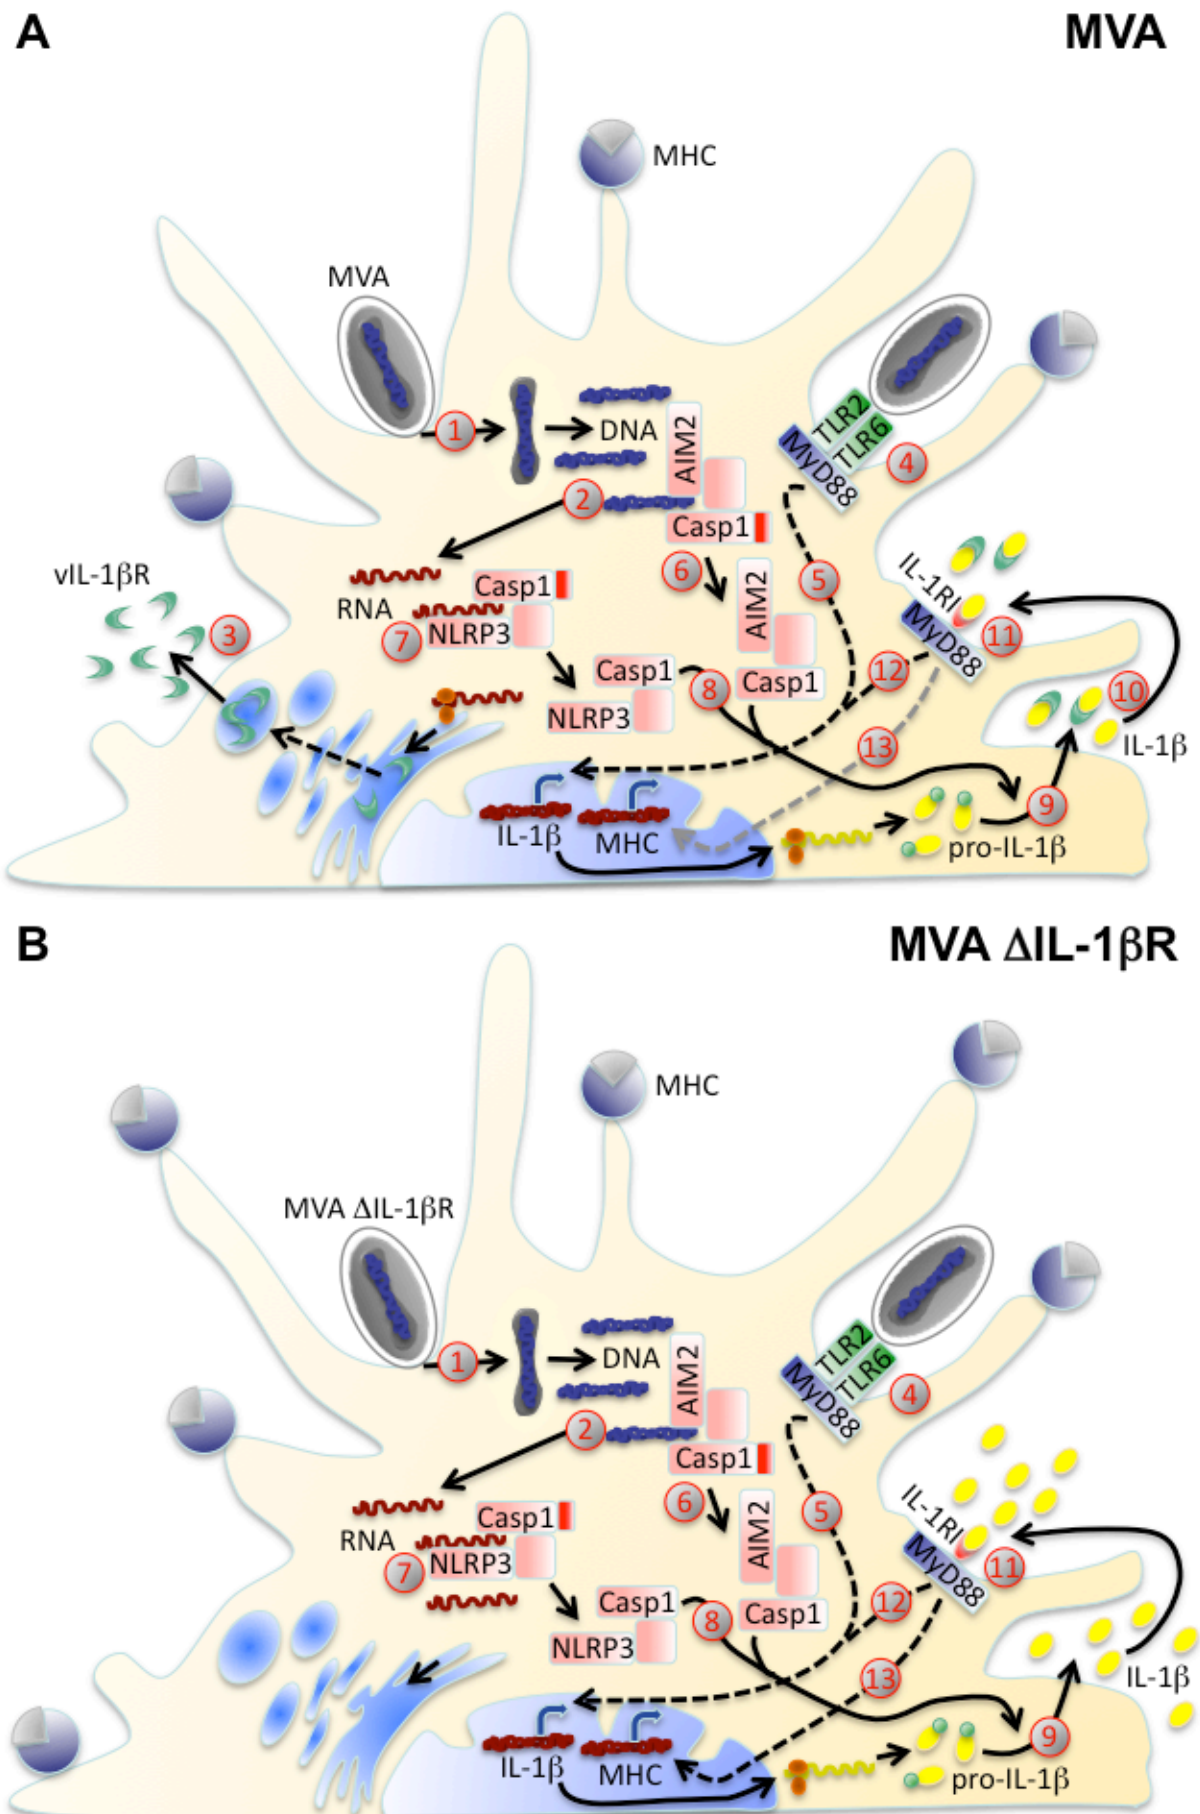 A
MVA
MHC
MVA
TLR2
TLR6
MyD88
4
1
DNA
AIM2
2
Casp1
6
AIM2
5
vIL-1βR
3
RNA
Casp1
7
NLRP3
IL-1RI
MyD88
11
12
Casp1
8
Casp1
NLRP3
10
IL-1β
13
9
IL-1β
MHC
pro-IL-1β
B
MVA ΔIL-1βR
MHC
MVA ΔIL-1βR
TLR2
TLR6
MyD88
4
1
DNA
AIM2
2
Casp1
6
AIM2
5
RNA
Casp1
7
NLRP3
IL-1RI
MyD88
11
12
Casp1
8
Casp1
NLRP3
13
IL-1β
9
IL-1β
MHC
pro-IL-1β